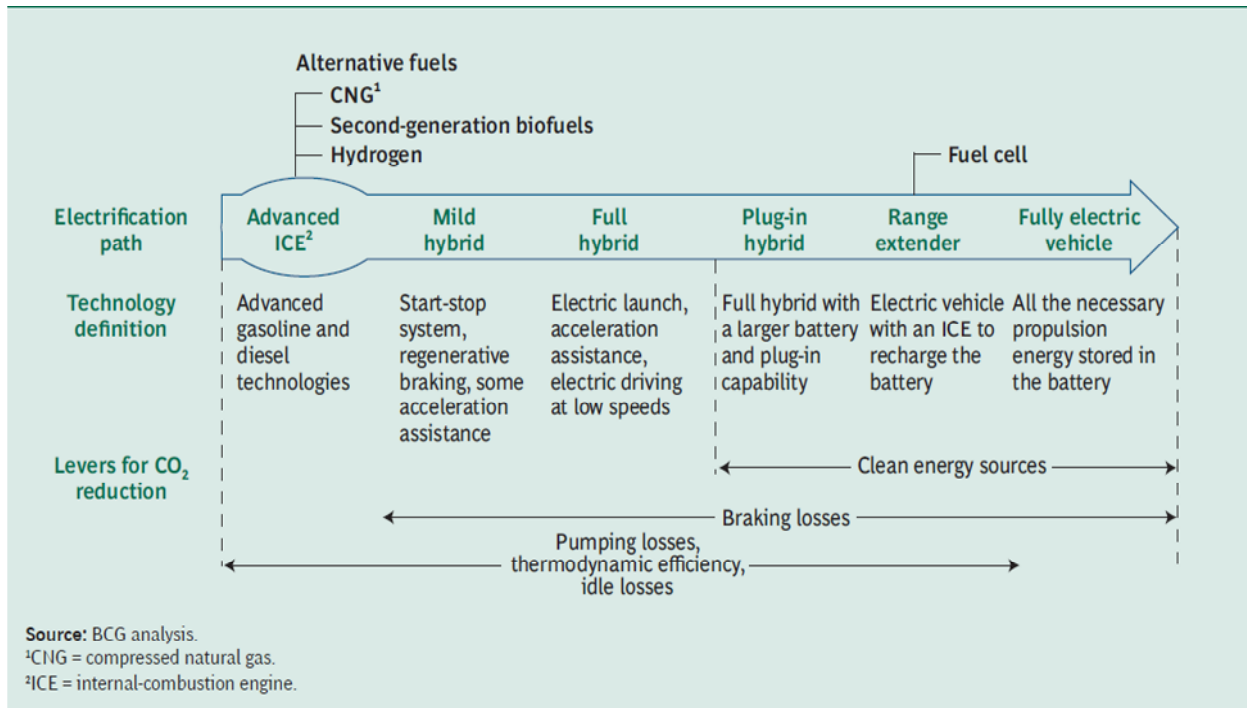 Alternative fuels
CNG¹
Second-generation biofuels
Hydrogen
Fuel cell
Electrification
path
Advanced
ICE²
Mild
hybrid
Full
hybrid
Plug-in
hybrid
Range
extender
Fully electric
vehicle
Technology
definition
Advanced
gasoline and
diesel
technologies
Start-stop
system,
regenerative
braking, some
acceleration
assistance
Electric launch,
acceleration
assistance,
electric driving
at low speeds
Full hybrid with
a larger battery
and plug-in
capability
Electric vehicle
with an ICE to
recharge the
battery
All the necessary
propulsion
energy stored in
the battery
Levers for CO₂
reduction
Clean energy sources
Braking losses
Pumping losses,
thermodynamic efficiency,
idle losses
Source: BCG analysis.
¹CNG = compressed natural gas.
²ICE = internal-combustion engine.